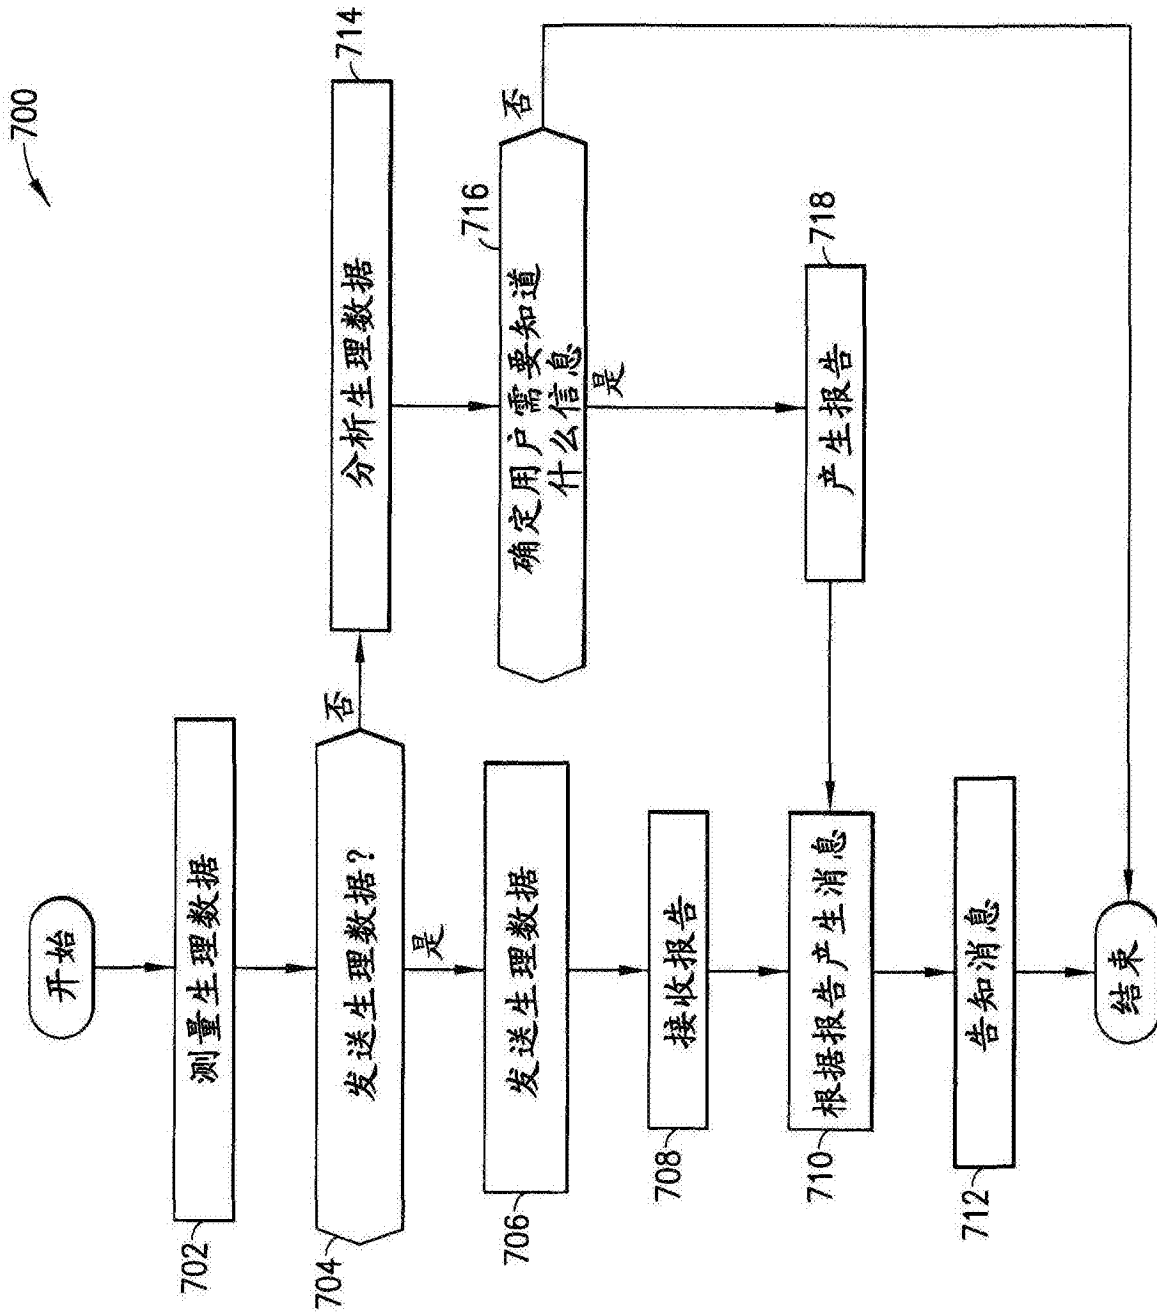 700
开始
测量生理数据
702
发送生理数据?
704
否
是
分析生理数据
714
发送生理数据
706
确定用户需要知道
什么信息
716
否
是
接收报告
708
产生报告
718
根据报告产生消息
710
告知消息
712
结束